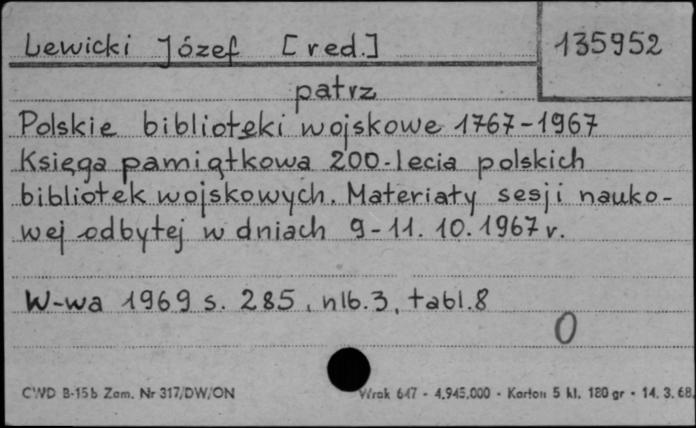 Lewicki Józef [red.] 135952
patrz
Polskie biblioteki wojskowe 1767-1967
Księga pamiątkowa 200-lecia polskich
bibliotek wojskowych. Materiały sesji nauko-
wej odbytej w dniach 9-11. 10. 1967 r.
W-wa 1969 s. 285, nlb.3, tabl.8
0
CWD B-15b Zam. Nr 317/DW/ON Wrak 647 - 4.945.000 - Karton 5 kl. 180 gr - 14. 3. 68.